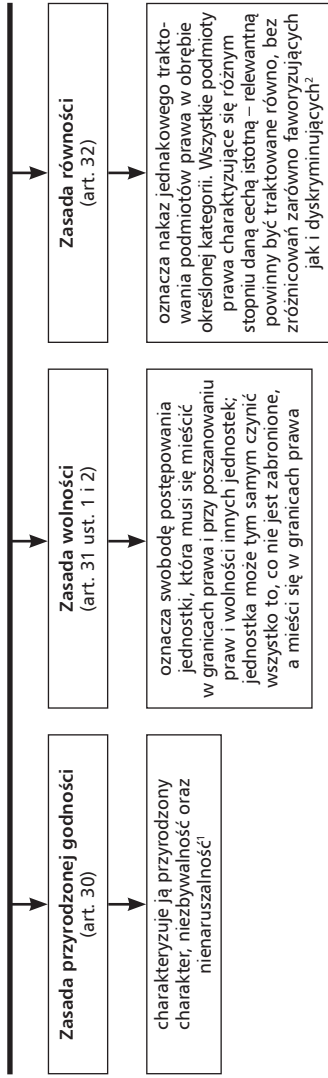 Zasada przyrodzonej godności
(art. 30)
charakteryzuje ją przyrodzony
charakter, niezbywalność oraz
nienaruszalność¹
Zasada wolności
(art. 31 ust. 1 i 2)
oznacza swobodę postępowania
jednostki, która musi się mieścić
w granicach prawa i przy poszanowaniu
praw i wolności innych jednostek;
jednostka może tym samym czynić
wszystko to, co nie jest zabronione,
a mieści się w granicach prawa
Zasada równości
(art. 32)
oznacza nakaz jednakowego trakto-
wania podmiotów prawa w obrębie
określonej kategorii. Wszystkie podmioty
prawa charaktyzujące się różnym
stopniu daną cechą istotną – relewantną
powinny być traktowane równo, bez
zróżnicowań zarówno faworyzujących
jak i dyskryminujących²